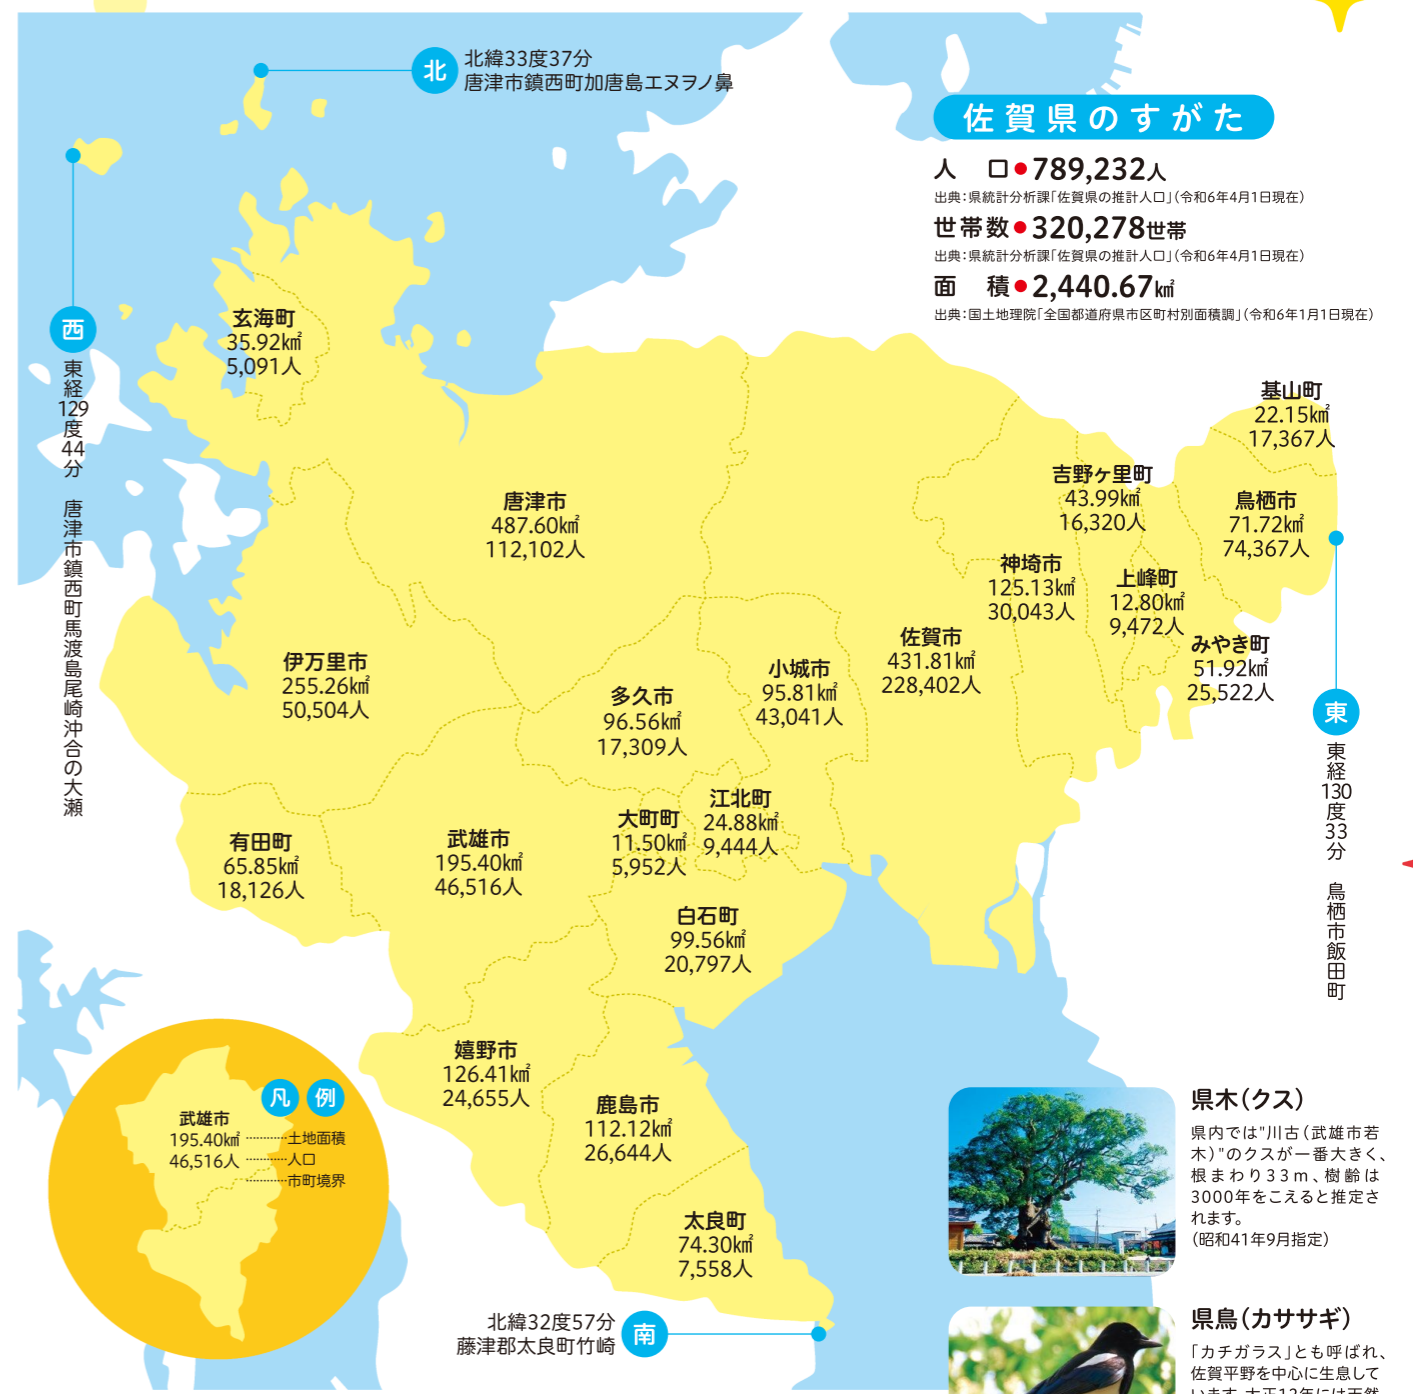 北
北緯33度37分
唐津市鎮西町加唐島エヌヲノ鼻
佐賀県のすがた
人　口●789,232人
出典：県統計分析課「佐賀県の推計人口」（令和6年4月1日現在）
世帯数●320,278世帯
出典：県統計分析課「佐賀県の推計人口」（令和6年4月1日現在）
面　積●2,440.67㎢
出典：国土地理院「全国都道府県市区町村別面積調」（令和6年1月1日現在）
西
東経129度44分　唐津市鎮西町馬渡島尾崎沖合の大瀬
玄海町
35.92㎢
5,091人
基山町
22.15㎢
17,367人
吉野ヶ里町
43.99㎢
16,320人
鳥栖市
71.72㎢
74,367人
唐津市
487.60㎢
112,102人
神埼市
125.13㎢
30,043人
上峰町
12.80㎢
9,472人
みやき町
51.92㎢
25,522人
佐賀市
431.81㎢
228,402人
小城市
95.81㎢
43,041人
伊万里市
255.26㎢
50,504人
多久市
96.56㎢
17,309人
東
東経130度33分　鳥栖市飯田町
江北町
24.88㎢
9,444人
大町町
11.50㎢
5,952人
有田町
65.85㎢
18,126人
武雄市
195.40㎢
46,516人
白石町
99.56㎢
20,797人
嬉野市
126.41㎢
24,655人
鹿島市
112.12㎢
26,644人
太良町
74.30㎢
7,558人
凡例
武雄市
195.40㎢………土地面積
46,516人………人口
………市町境界
北緯32度57分
藤津郡太良町竹崎
南
県木（クス）
県内では"川古（武雄市若
木）"のクスが一番大きく、
根まわり33ｍ、樹齢は
3000年をこえると推定さ
れます。
（昭和41年9月指定）
県鳥（カササギ）
「カチガラス」とも呼ばれ、
佐賀平野を中心に生息して
います。大正12年には天然